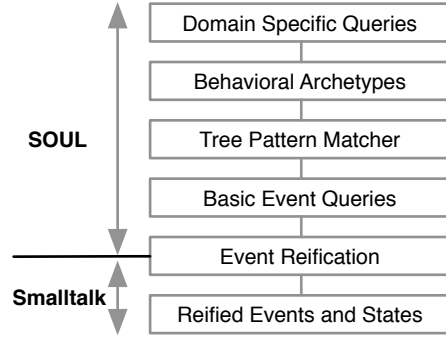 Domain Specific Queries
Behavioral Archetypes
SOUL
Tree Pattern Matcher
Basic Event Queries
Event Reification
Smalltalk
Reified Events and States